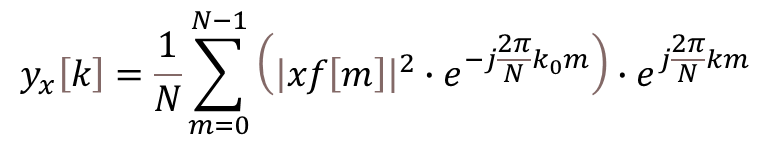 y_x[k] = \frac{1}{N} \sum_{m=0}^{N-1} \left( |xf[m]|^2 \cdot e^{-j\frac{2\pi}{N}k_0m} \right) \cdot e^{j\frac{2\pi}{N}km}